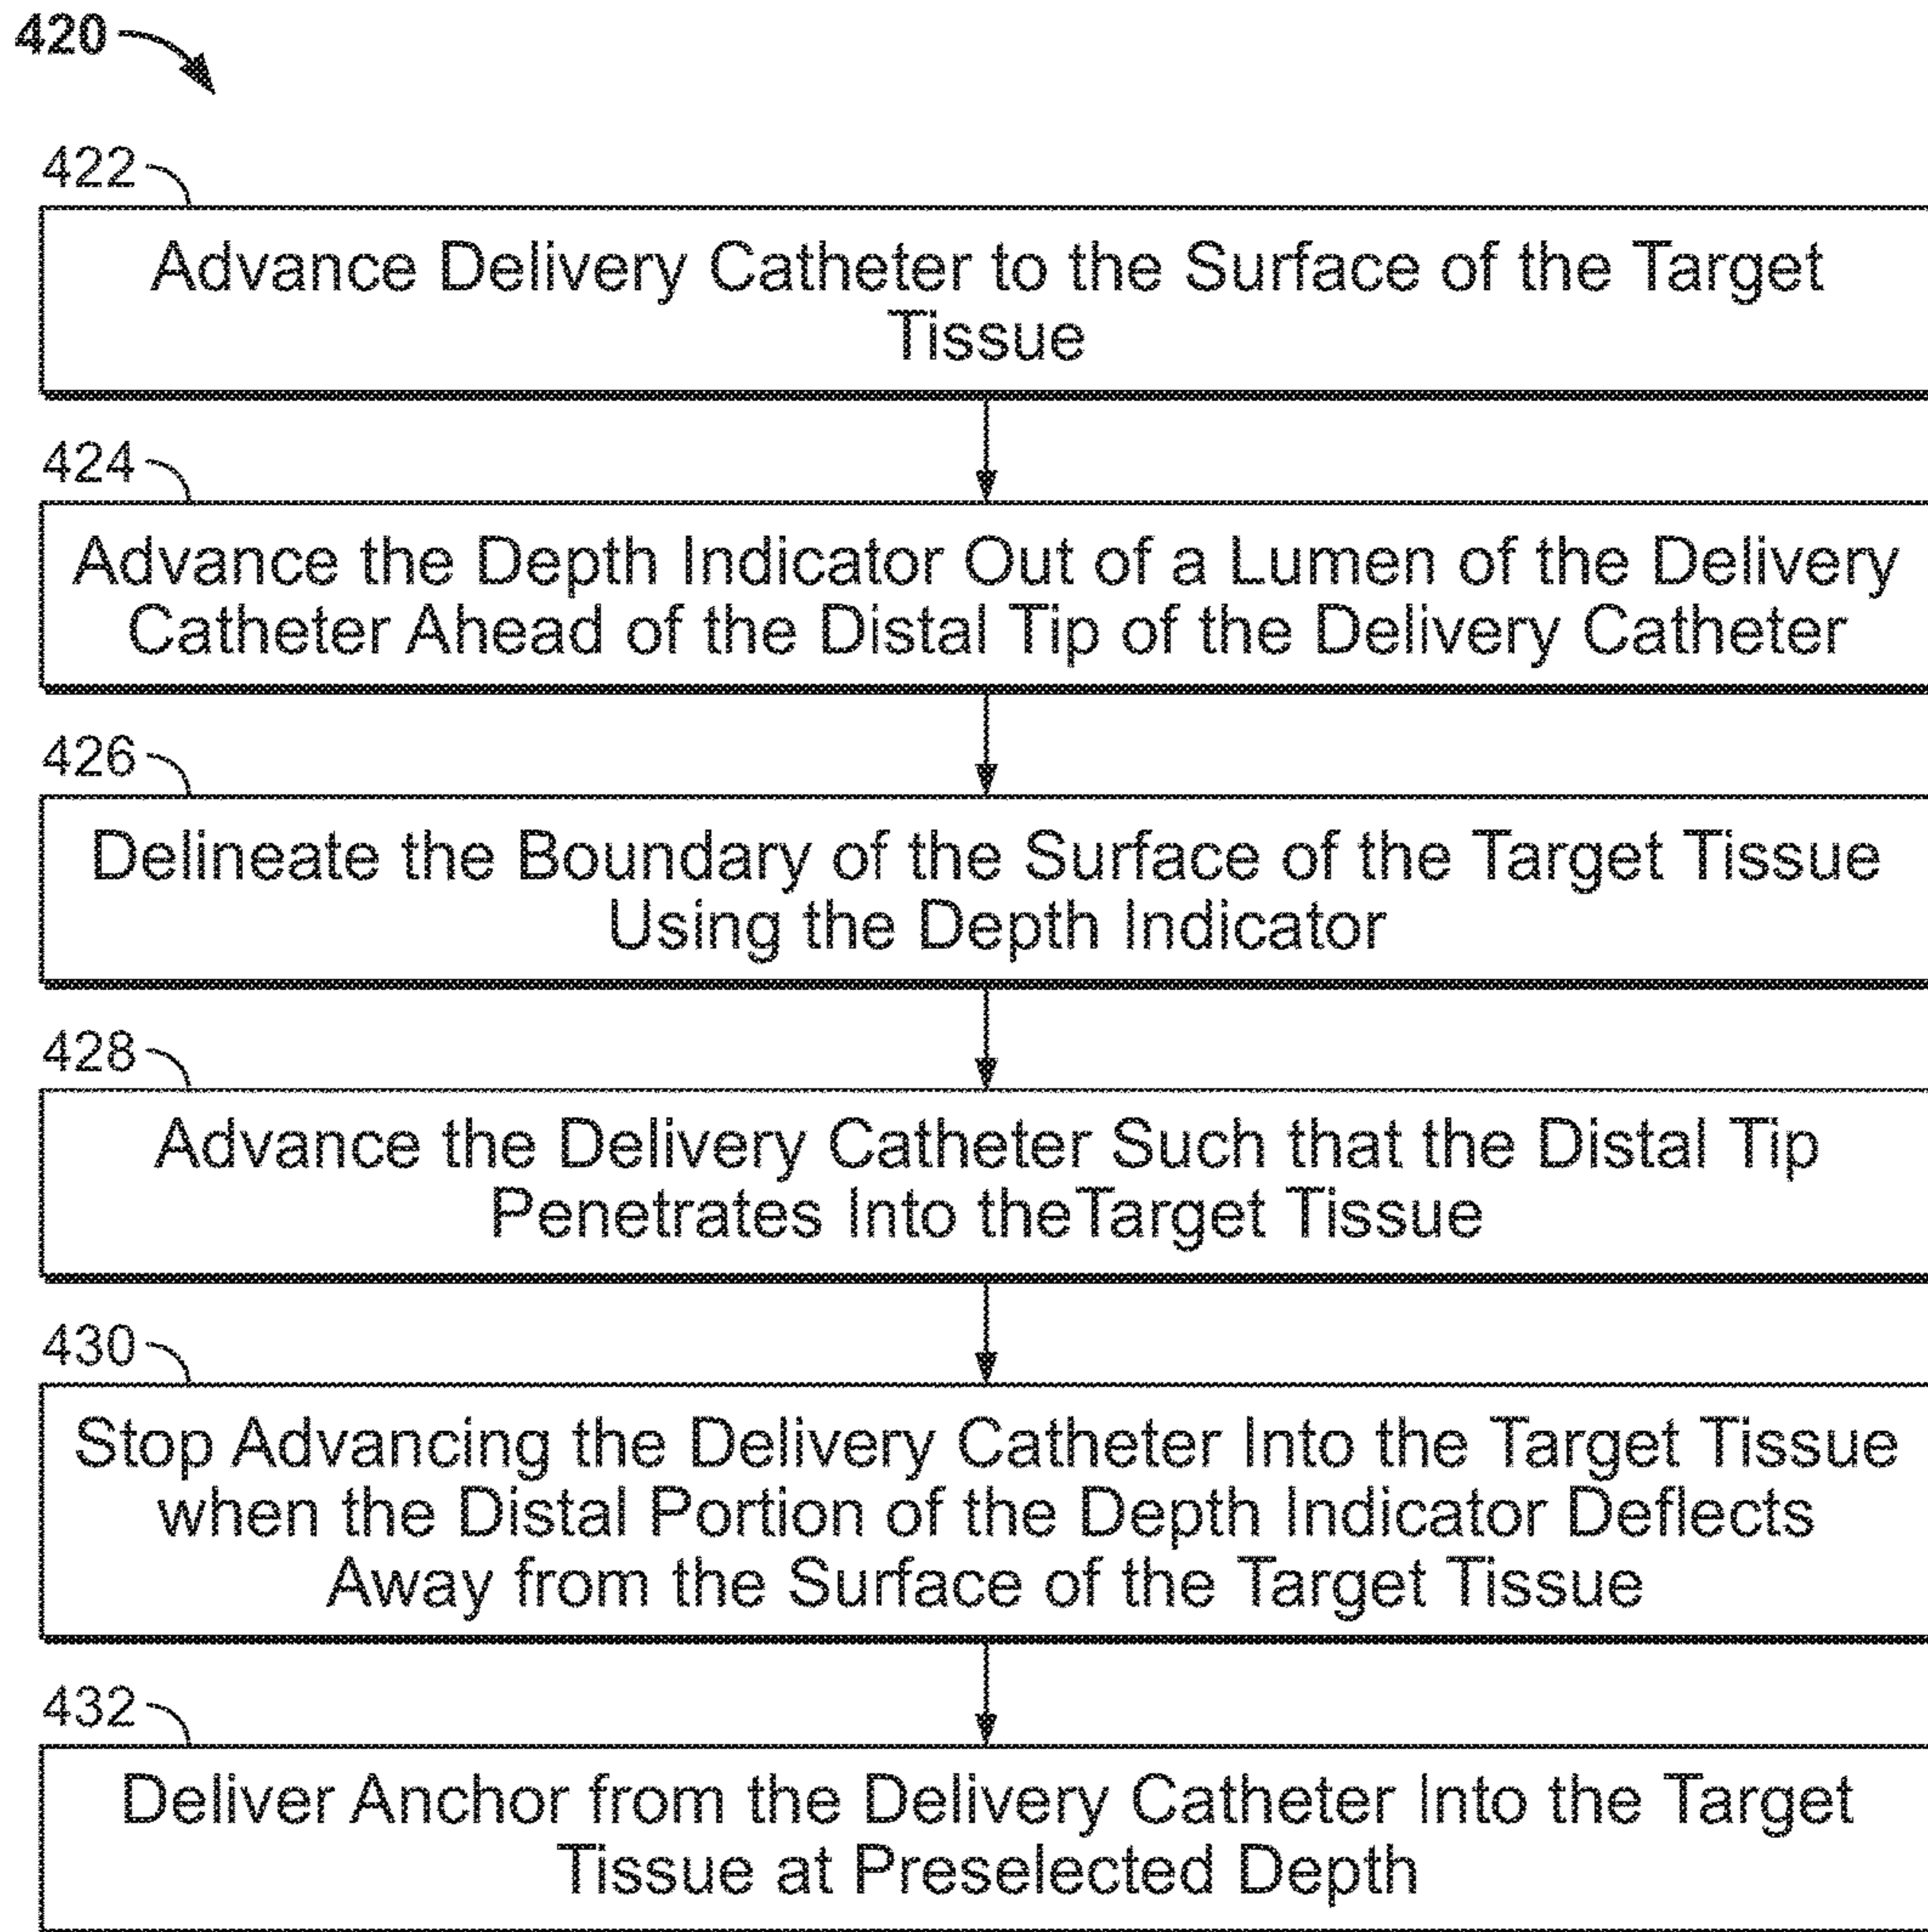 420
422
Advance Delivery Catheter to the Surface of the Target
Tissue
424
Advance the Depth Indicator Out of a Lumen of the Delivery
Catheter Ahead of the Distal Tip of the Delivery Catheter
426
Delineate the Boundary of the Surface of the Target Tissue
Using the Depth Indicator
428
Advance the Delivery Catheter Such that the Distal Tip
Penetrates Into theTarget Tissue
430
Stop Advancing the Delivery Catheter Into the Target Tissue
when the Distal Portion of the Depth Indicator Deflects
Away from the Surface of the Target Tissue
432
Deliver Anchor from the Delivery Catheter Into the Target
Tissue at Preselected Depth